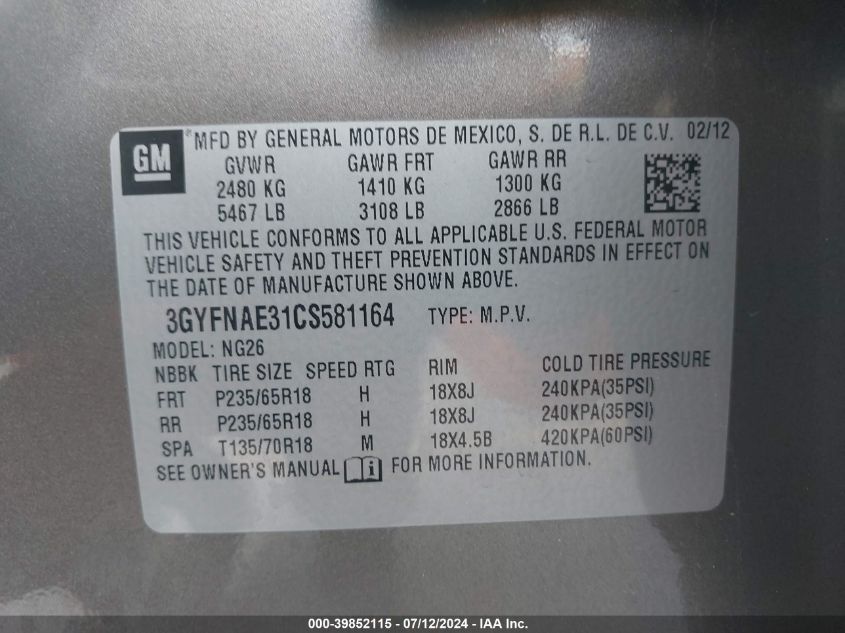 GM ® MFD BY GENERAL MOTORS DE MEXICO, S. DE R.L. DE C.V. 02/12
GVWR GAWR FRT GAWR RR
2480 KG 1410 KG 1300 KG
5467 LB 3108 LB 2866 LB
THIS VEHICLE CONFORMS TO ALL APPLICABLE U.S. FEDERAL MOTOR
VEHICLE SAFETY AND THEFT PREVENTION STANDARDS IN EFFECT ON
THE DATE OF MANUFACTURE SHOWN ABOVE.
3GYFNAE31CS581164 TYPE: M.P.V.
MODEL: NG26
NBBK TIRE SIZE SPEED RTG RIM COLD TIRE PRESSURE
FRT P235/65R18 H 18X8J 240KPA(35PSI)
RR P235/65R18 H 18X8J 240KPA(35PSI)
SPA T135/70R18 M 18X4.5B 420KPA(60PSI)
SEE OWNER'S MANUAL i FOR MORE INFORMATION.
000-39852115 - 07/12/2024 - IAA Inc.